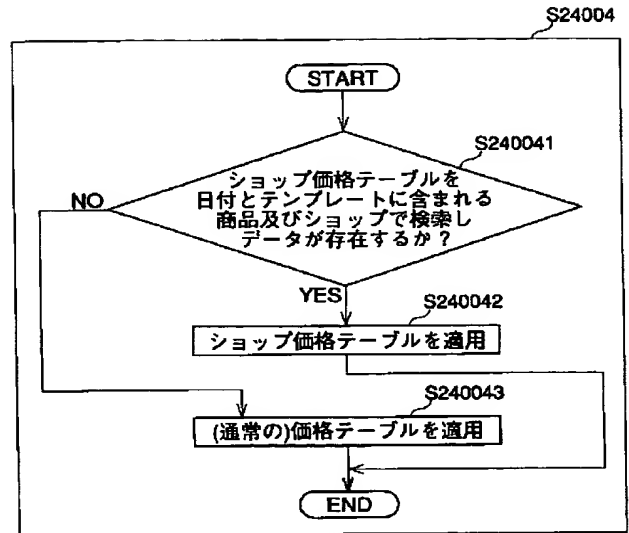 S24004
START
S240041
ショップ価格テーブルを
日付とテンプレートに含まれる
商品及びショップで検索し
データが存在するか？
NO
YES
S240042
ショップ価格テーブルを適用
S240043
(通常の)価格テーブルを適用
END